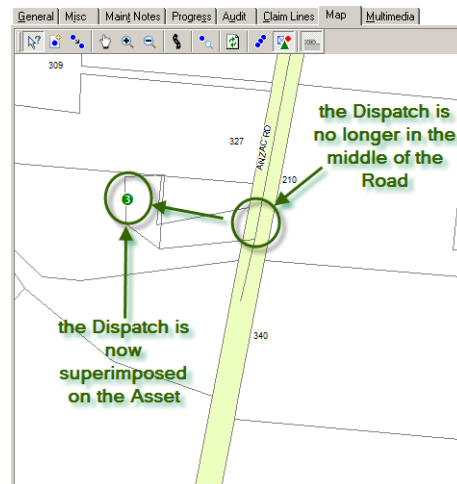 General Misc Maint Notes Progress Audit Claim Lines Map Multimedia
309
the Dispatch is
no longer in the
middle of the
Road
327
ANZAC RD
210
3
the Dispatch is
now
superimposed
on the Asset
340